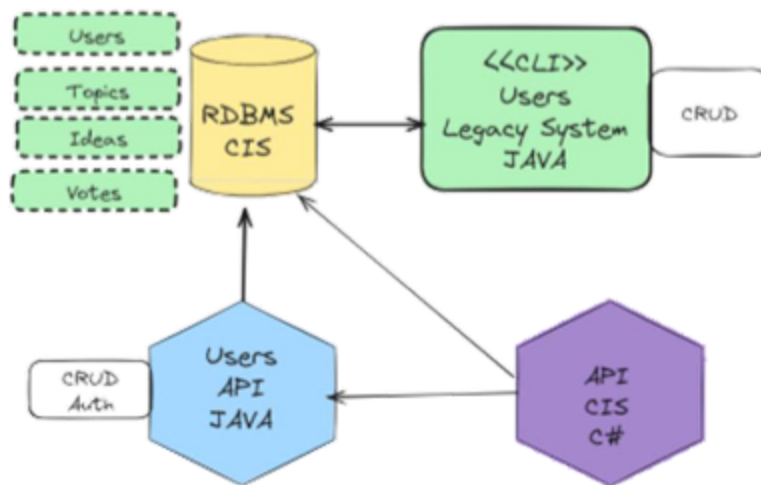 Users
Topics
Ideas
Votes
RDBMS
CIS
<<CLI>>
Users
Legacy System
JAVA
CRUD
CRUD
Auth
Users
API
JAVA
API
CIS
C#